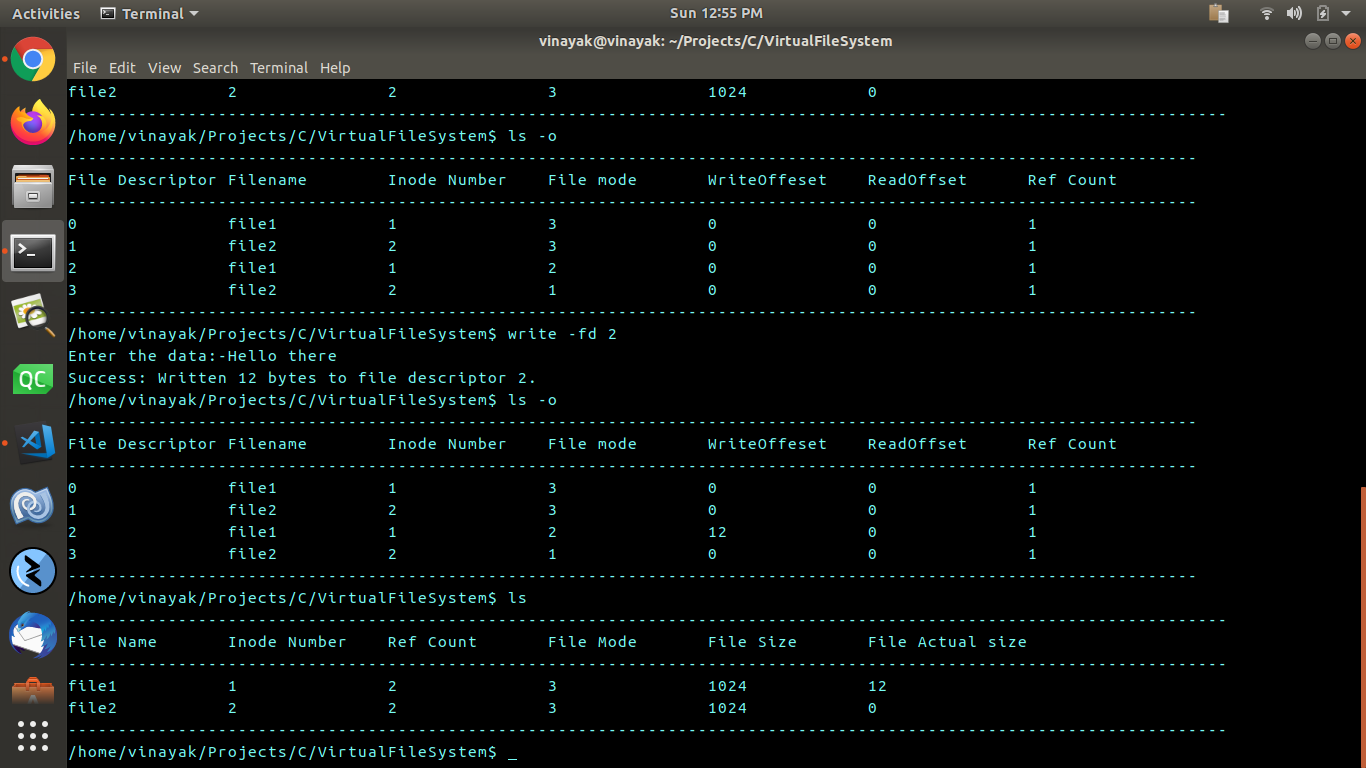 Activities Terminal Sun 12:55 PM
vinayak@vinayak: ~/Projects/C/VirtualFileSystem
File Edit View Search Terminal Help
file2 2 2 3 1024 0
--------------------------------------------------------------------------------------------------------------------
/home/vinayak/Projects/C/VirtualFileSystem$ ls -o
-----------------------------------------------------------------------------------------------------------------
File Descriptor Filename Inode Number File mode WriteOffeset ReadOffset Ref Count
-----------------------------------------------------------------------------------------------------------------
0 file1 1 3 0 0 1
1 file2 2 3 0 0 1
2 file1 1 2 0 0 1
3 file2 2 1 0 0 1
-----------------------------------------------------------------------------------------------------------------
/home/vinayak/Projects/C/VirtualFileSystem$ write -fd 2
Enter the data:-Hello there
Success: Written 12 bytes to file descriptor 2.
/home/vinayak/Projects/C/VirtualFileSystem$ ls -o
-----------------------------------------------------------------------------------------------------------------
File Descriptor Filename Inode Number File mode WriteOffeset ReadOffset Ref Count
-----------------------------------------------------------------------------------------------------------------
0 file1 1 3 0 0 1
1 file2 2 3 0 0 1
2 file1 1 2 12 0 1
3 file2 2 1 0 0 1
-----------------------------------------------------------------------------------------------------------------
/home/vinayak/Projects/C/VirtualFileSystem$ ls
--------------------------------------------------------------------------------------------------------------------
File Name Inode Number Ref Count File Mode File Size File Actual size
--------------------------------------------------------------------------------------------------------------------
file1 1 2 3 1024 12
file2 2 2 3 1024 0
--------------------------------------------------------------------------------------------------------------------
/home/vinayak/Projects/C/VirtualFileSystem$ _
QC